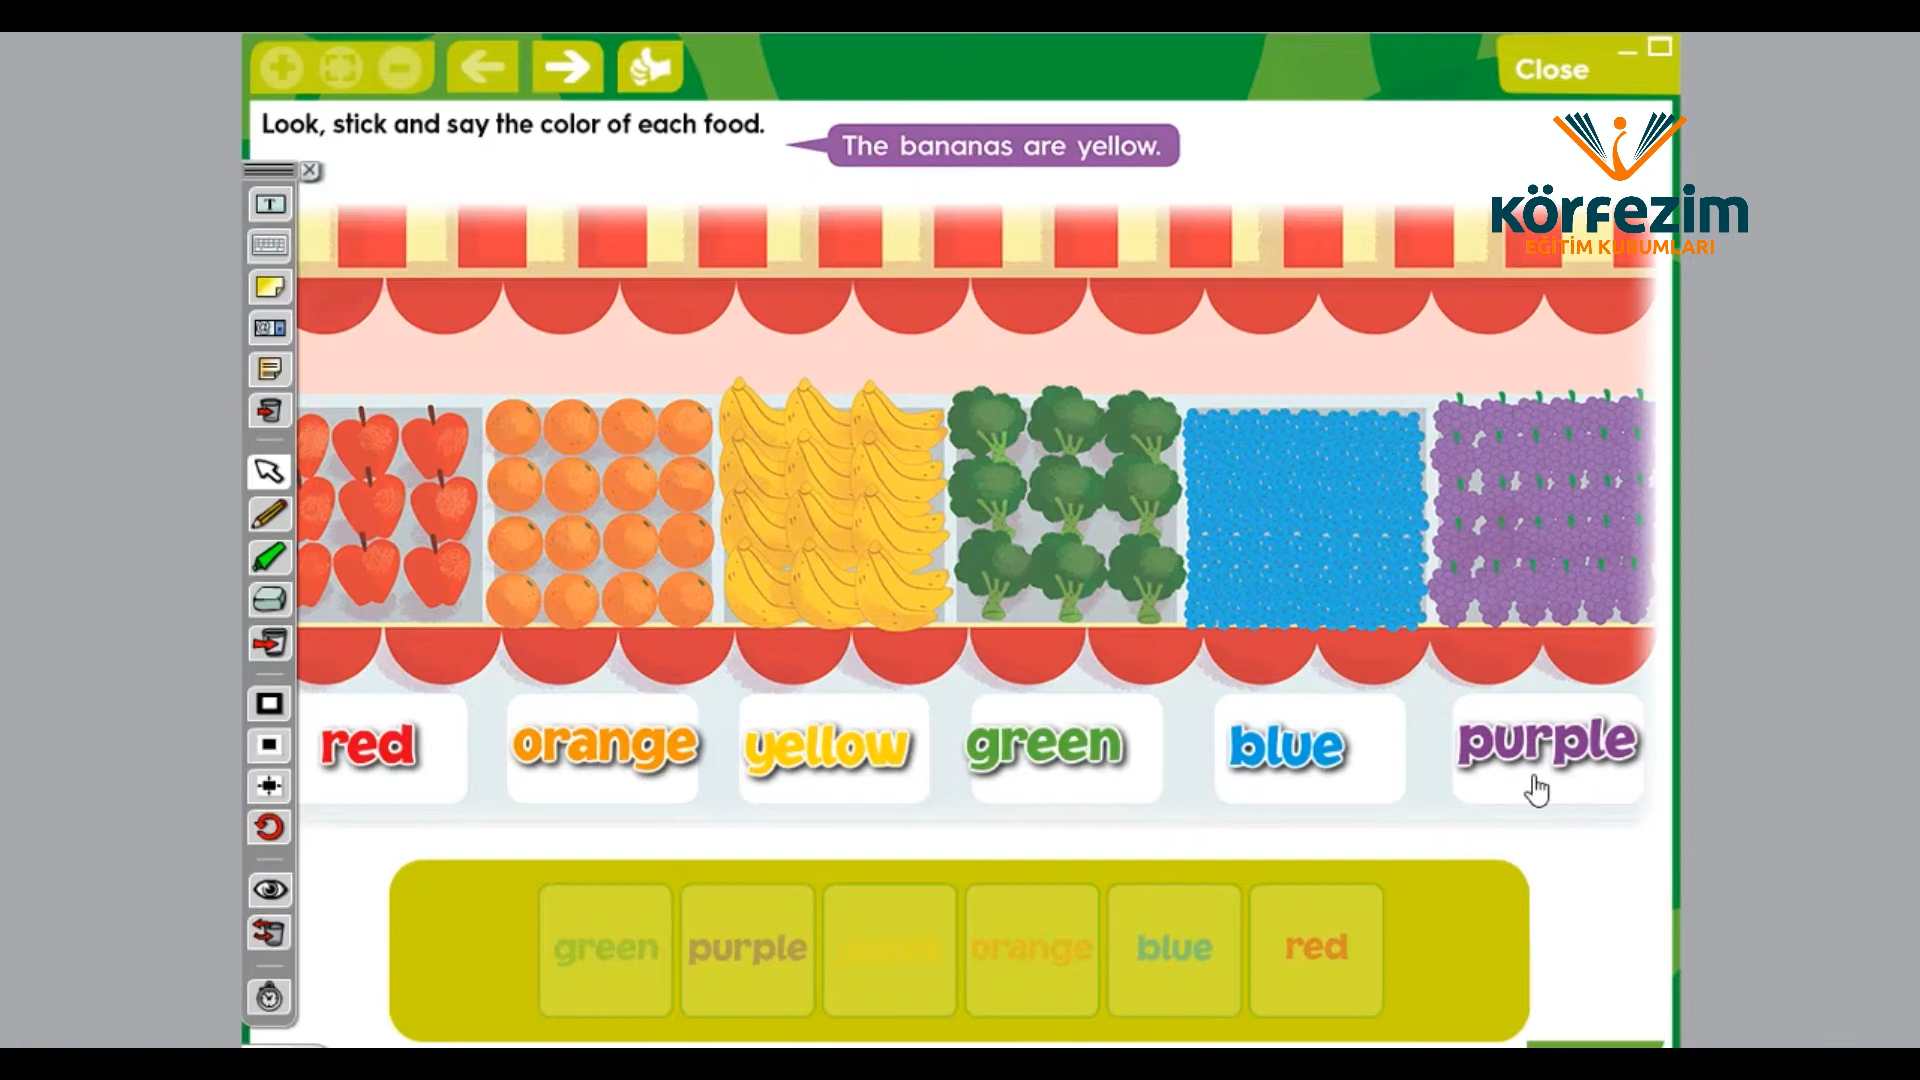 Close
Look, stick and say the color of each food.
The bananas are yellow.
körfezim
EĞİTİM KURUMLARI
T
red orange yellow green blue purple
green purple orange blue red